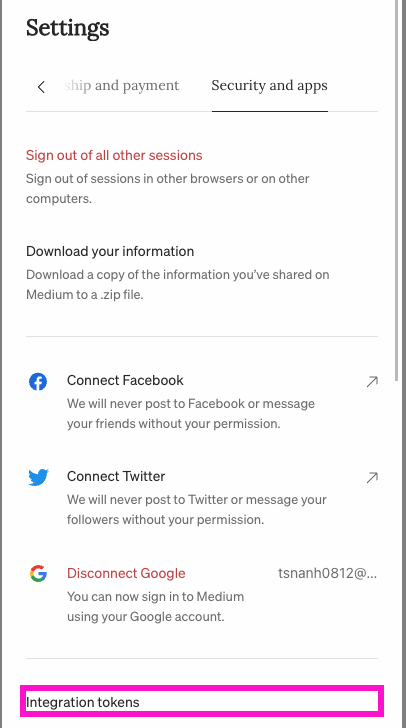 Settings
ship and payment
Security and apps
Sign out of all other sessions
Sign out of sessions in other browsers or on other
computers.
Download your information
Download a copy of the information you've shared on
Medium to a .zip file.
Connect Facebook
We will never post to Facebook or message
your friends without your permission.
Connect Twitter
We will never post to Twitter or message your
followers without your permission.
Disconnect Google
tsnanh0812@...
You can now sign in to Medium
using your Google account.
Integration tokens